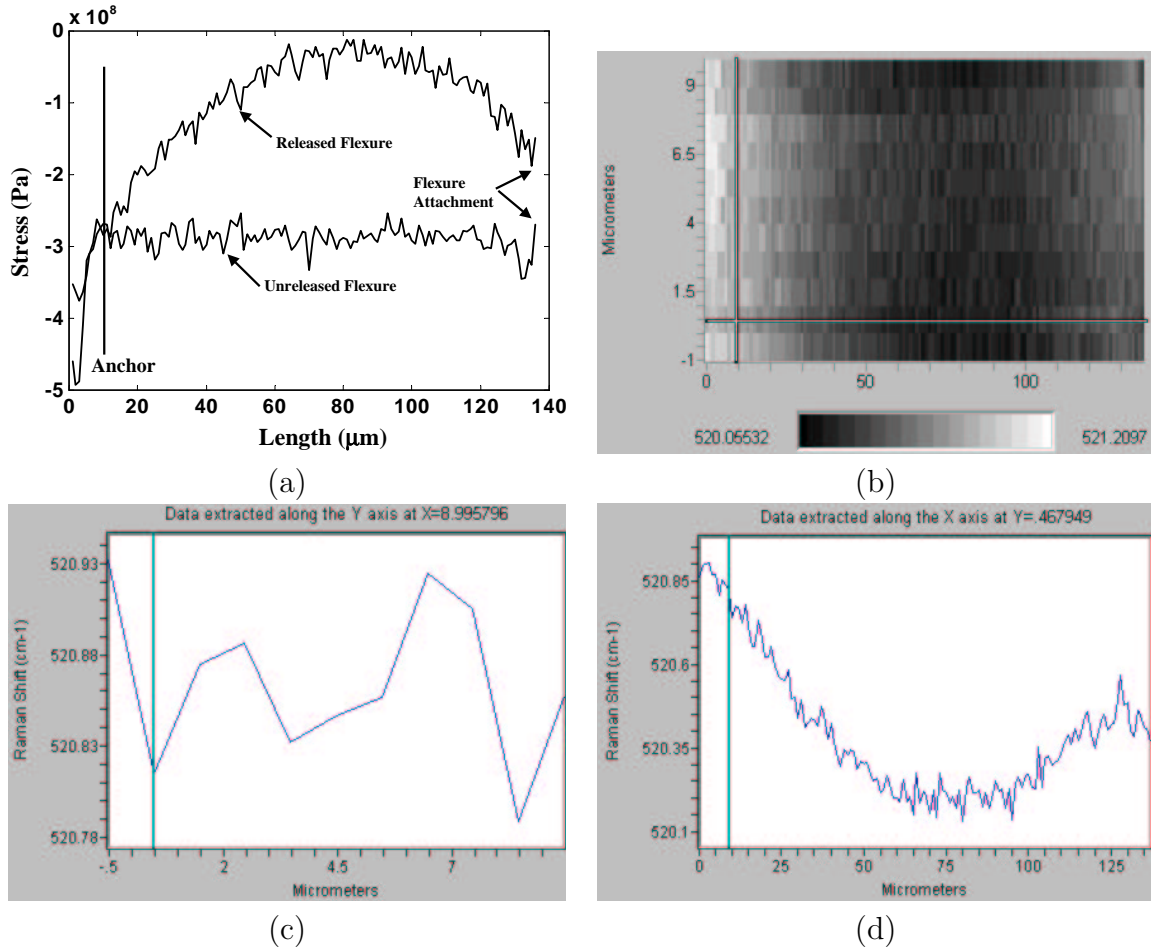 x 10⁸
0
-1
-2
-3
-4
-5
Stress (Pa)
Released Flexure
Flexure
Attachment
Unreleased Flexure
Anchor
0 20 40 60 80 100 120 140
Length (μm)
(a)
Micrometers
9
6.5
4
1.5
-1
0 50 100
520.05532 521.2097
(b)
Data extracted along the Y axis at X=8.995796
Raman Shift (cm-1)
520.93
520.88
520.83
520.78
-.5 2 4.5 7
Micrometers
(c)
Data extracted along the X axis at Y=.467949
Raman Shift (cm-1)
520.85
520.6
520.35
520.1
0 25 50 75 100 125
Micrometers
(d)